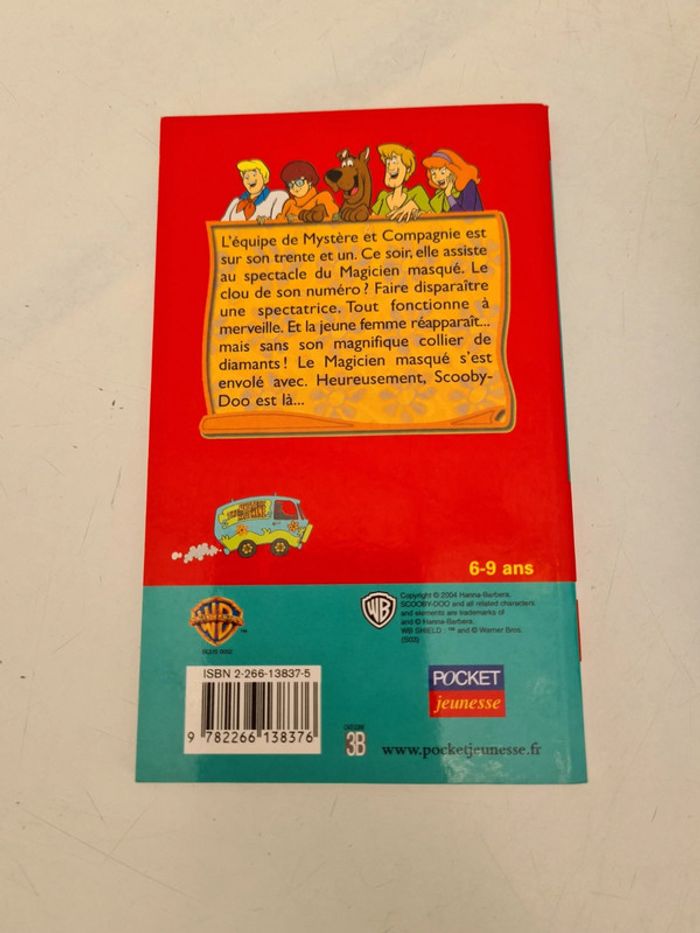 L'équipe de Mystère et Compagnie est
sur son trente et un. Ce soir, elle assiste
au spectacle du Magicien masqué. Le
clou de son numéro ? Faire disparaître
une spectatrice. Tout fonctionne à
merveille. Et la jeune femme réapparaît...
mais sans son magnifique collier de
diamants ! Le Magicien masqué s'est
envolé avec. Heureusement, Scooby-
Doo est là...
6-9 ans
WB
™
Copyright © 2004 Hanna-Barbera.
SCOOBY-DOO and all related characters
and elements are trademarks of
and © Hanna-Barbera.
WB SHIELD : ™ and © Warner Bros.
(S03)
ISBN 2-266-13837-5
9 782266 138376
POCKET
jeunesse
3B
www.pocketjeunesse.fr